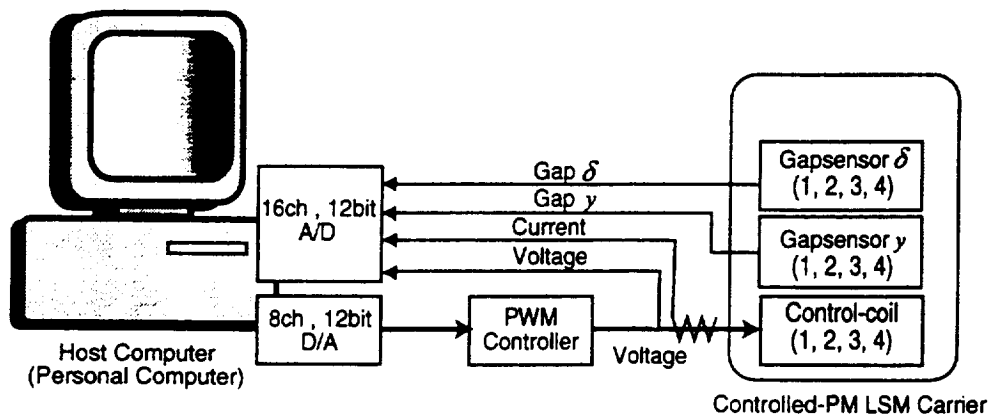 Gap δ
Gap y
Current
Voltage
16ch , 12bit
A/D
8ch , 12bit
D/A
PWM
Controller
Voltage
Gapsensor δ
(1, 2, 3, 4)
Gapsensor y
(1, 2, 3, 4)
Control-coil
(1, 2, 3, 4)
Host Computer
(Personal Computer)
Controlled-PM LSM Carrier